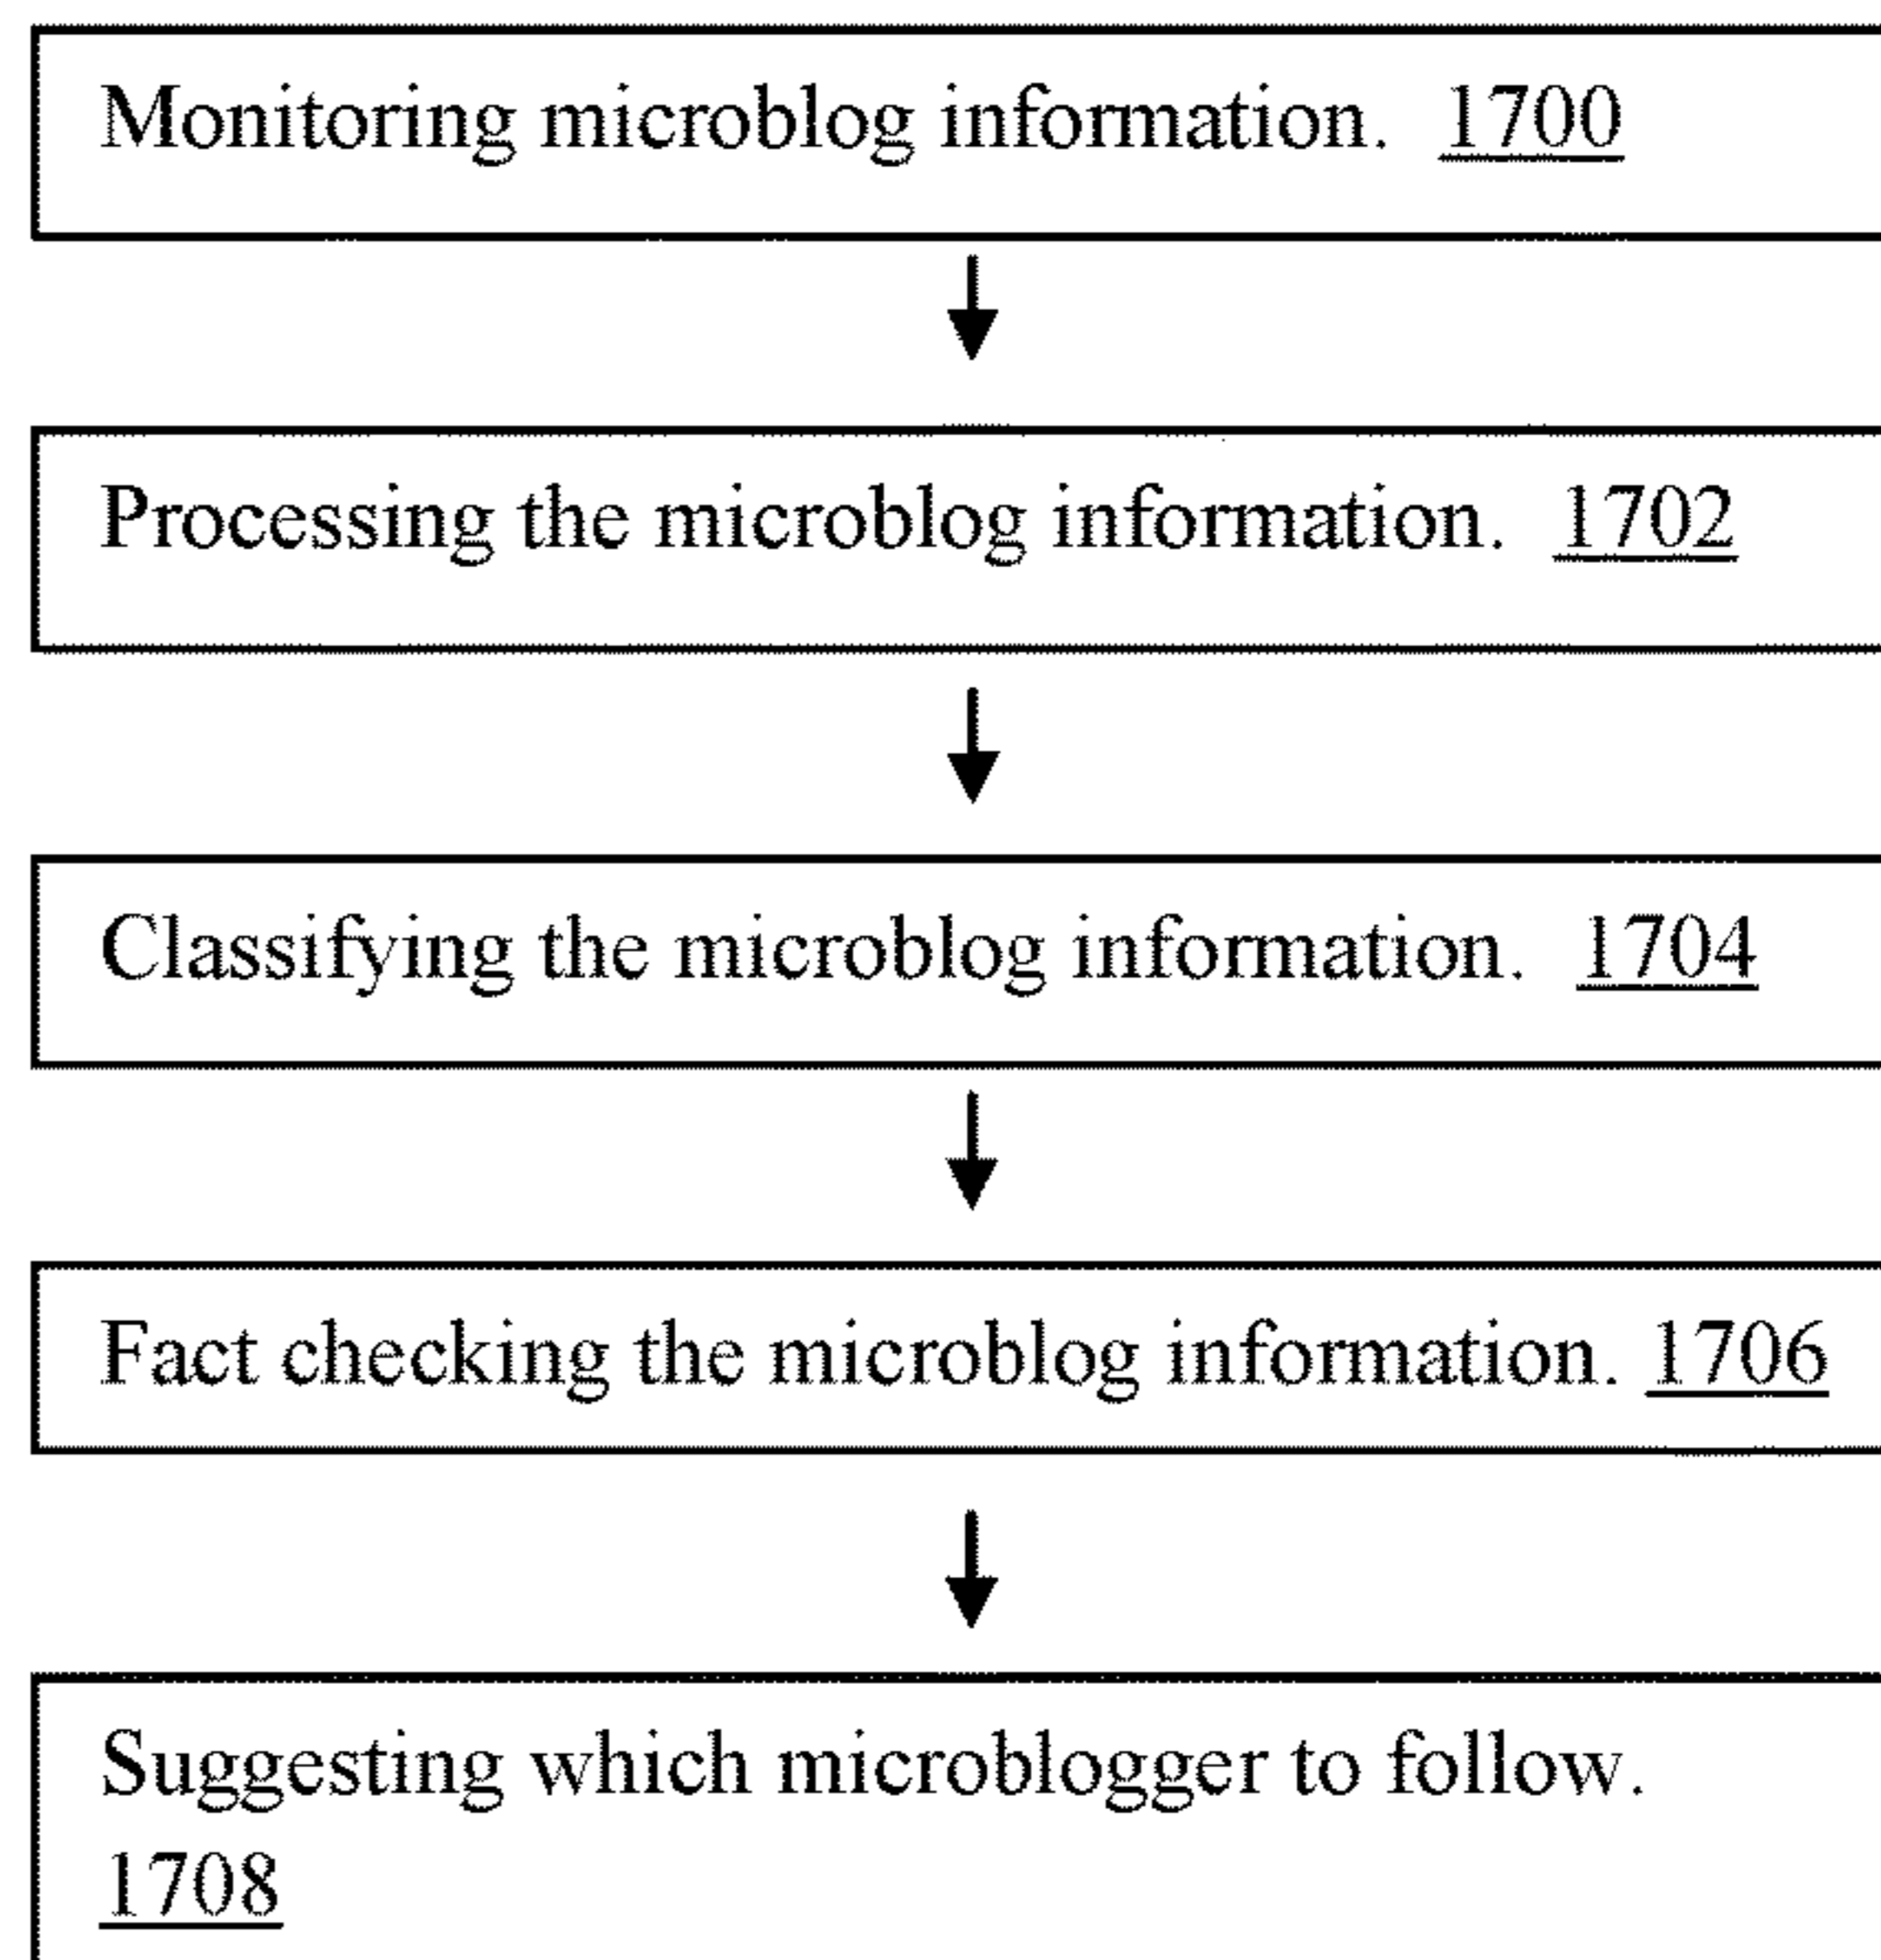 Monitoring microblog information. 1700
Processing the microblog information. 1702
Classifying the microblog information. 1704
Fact checking the microblog information. 1706
Suggesting which microblogger to follow.
1708